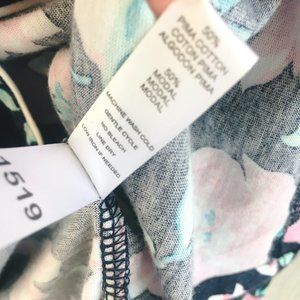 50%
PIMA COTTON
COTON PIMA
ALGODON PIMA
50%
MODAL
MODAL
MODAL
MACHINE WASH COLD
GENTLE CYCLE
NO BLEACH
LINE DRY
LOW IRON IF NEEDED
1519